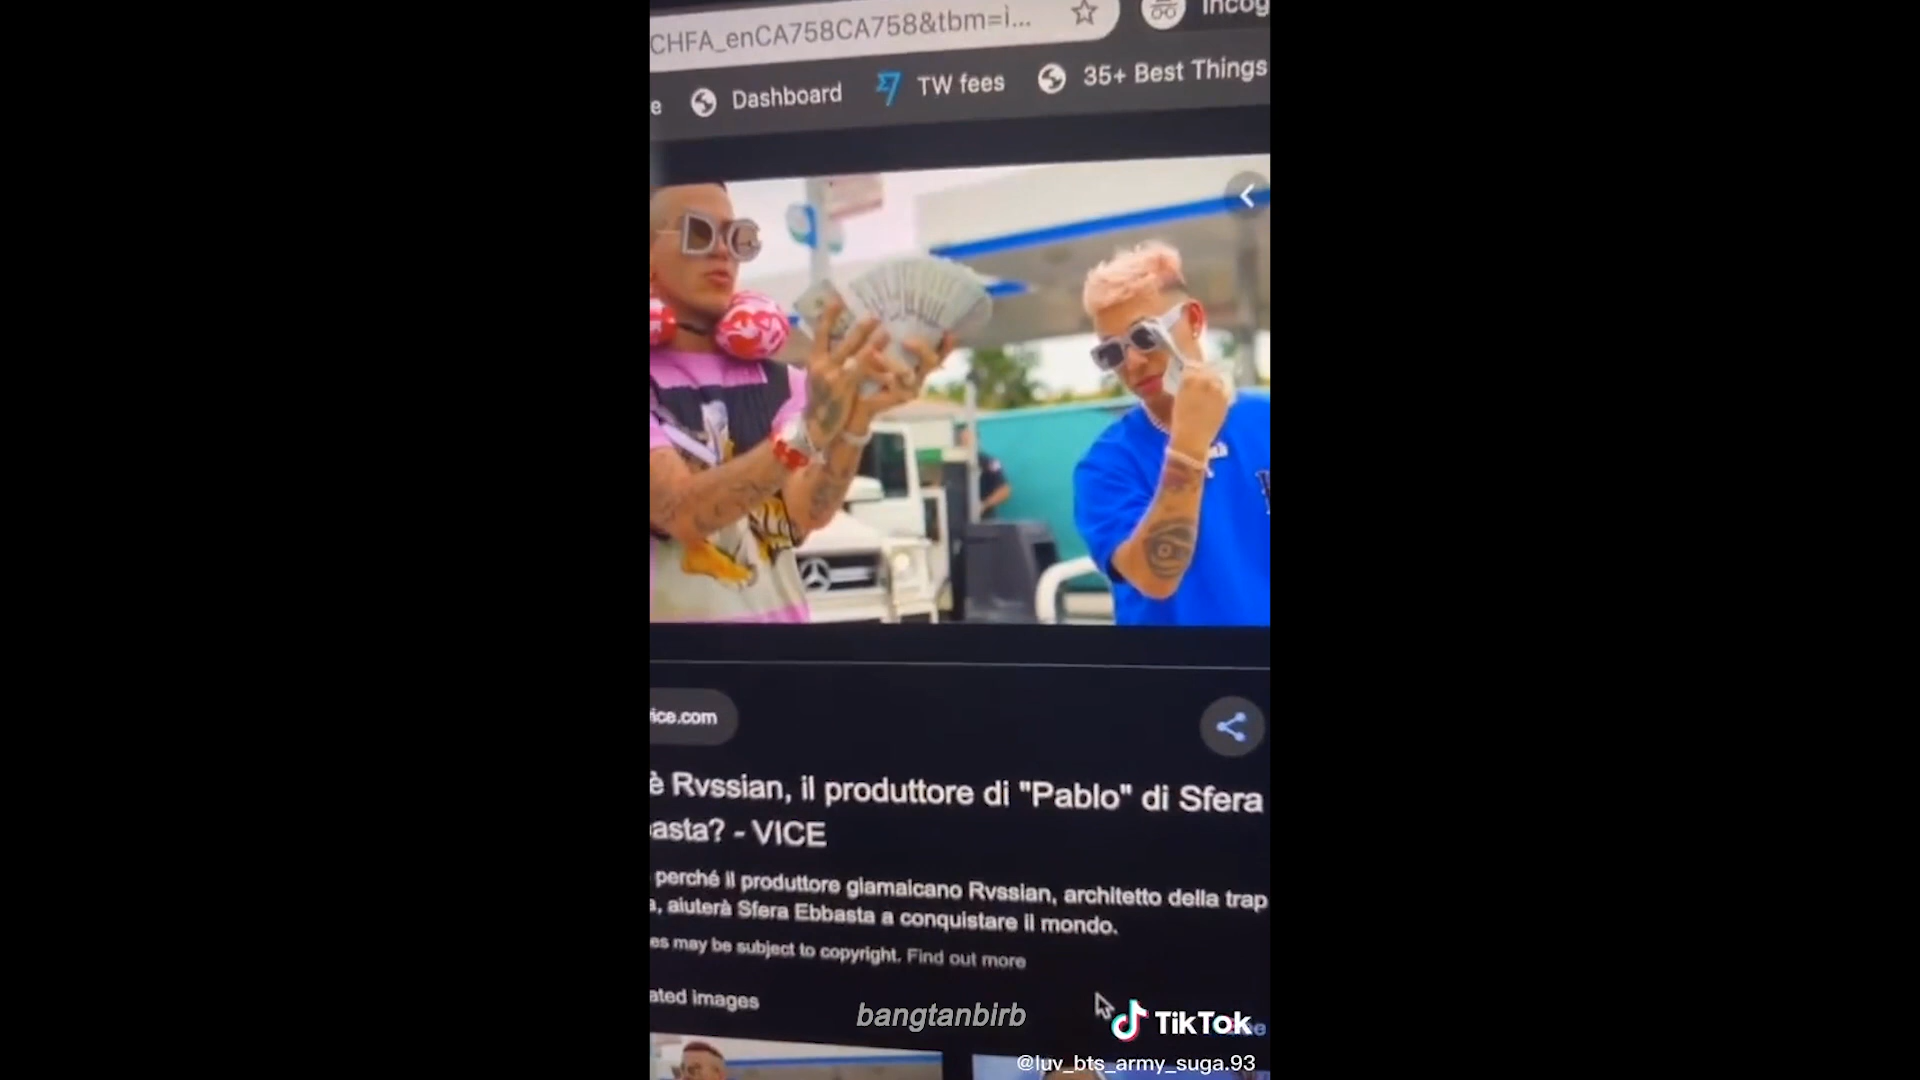 CHFA_enCA758CA758&tbm=i...
Incog
e
Dashboard
TW fees
35+ Best Things
DG
ice.com
è Rvssian, il produttore di "Pablo" di Sfera
asta? - VICE
perché il produttore giamaicano Rvssian, architetto della trap
a, aiuterà Sfera Ebbasta a conquistare il mondo.
es may be subject to copyright. Find out more
ated images
bangtanbirb
TikTok
@luv_bts_army_suga.93